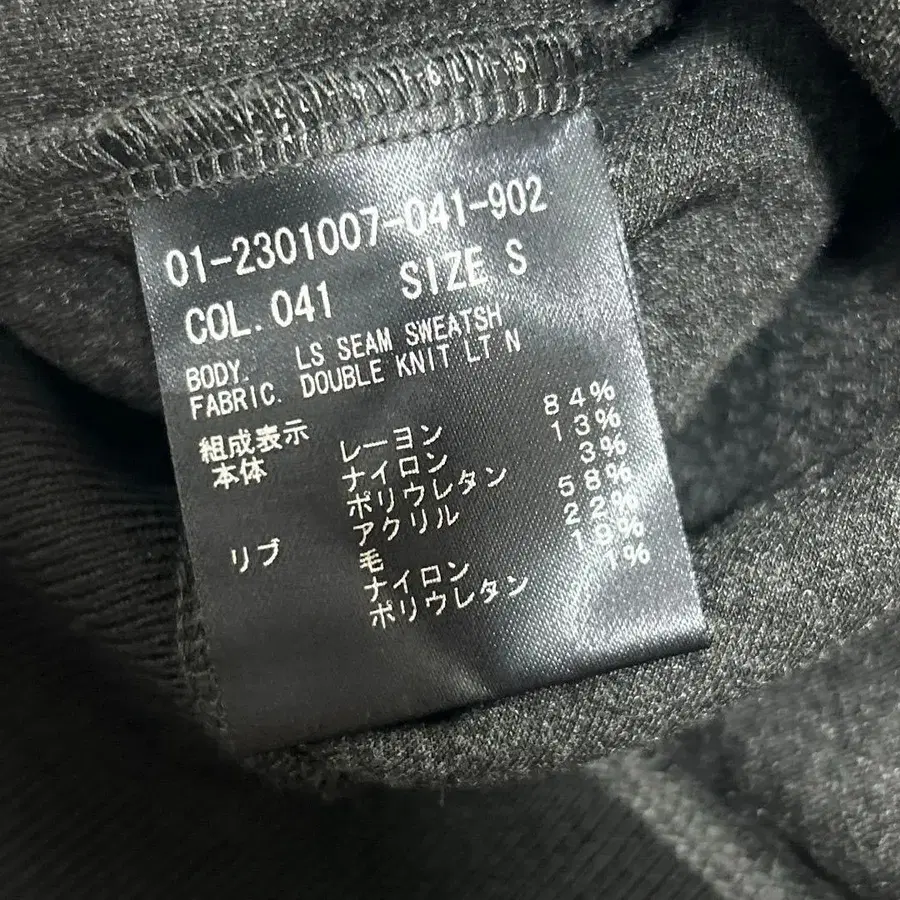 01-2301007-041-902
COL. 041 SIZE S
BODY. LS SEAM SWEATSH
FABRIC. DOUBLE KNIT LT N
組成表示
本体 レーヨン 84%
ナイロン 13%
ポリウレタン 3%
リブ アクリル 58%
毛 22%
ナイロン 19%
ポリウレタン 1%